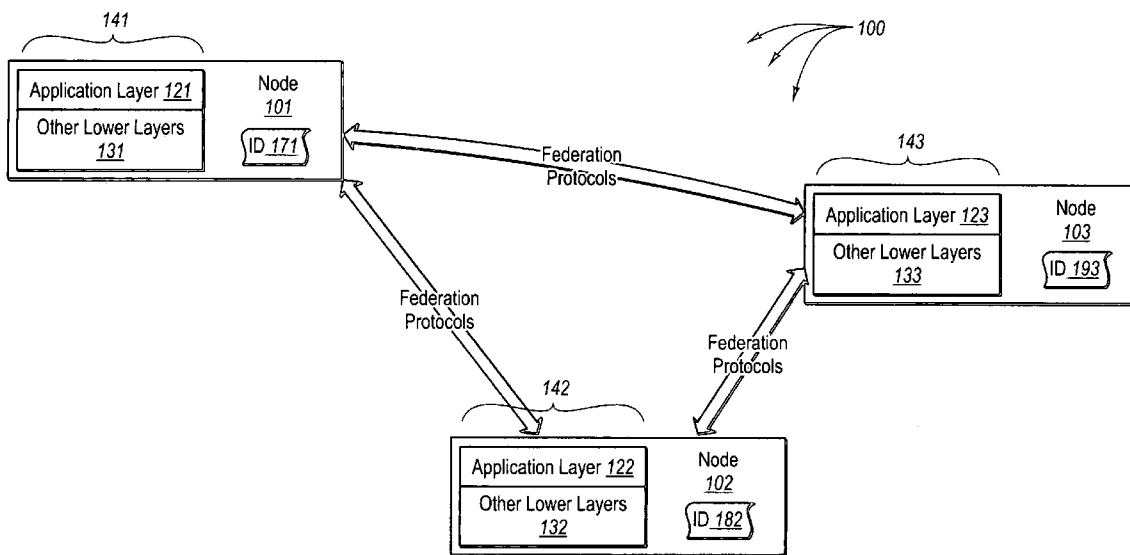 141
100
Application Layer 121
Other Lower Layers
131
Node
101
ID 171
Federation
Protocols
143
Application Layer 123
Other Lower Layers
133
Node
103
ID 193
Federation
Protocols
Federation
Protocols
142
Application Layer 122
Other Lower Layers
132
Node
102
ID 182